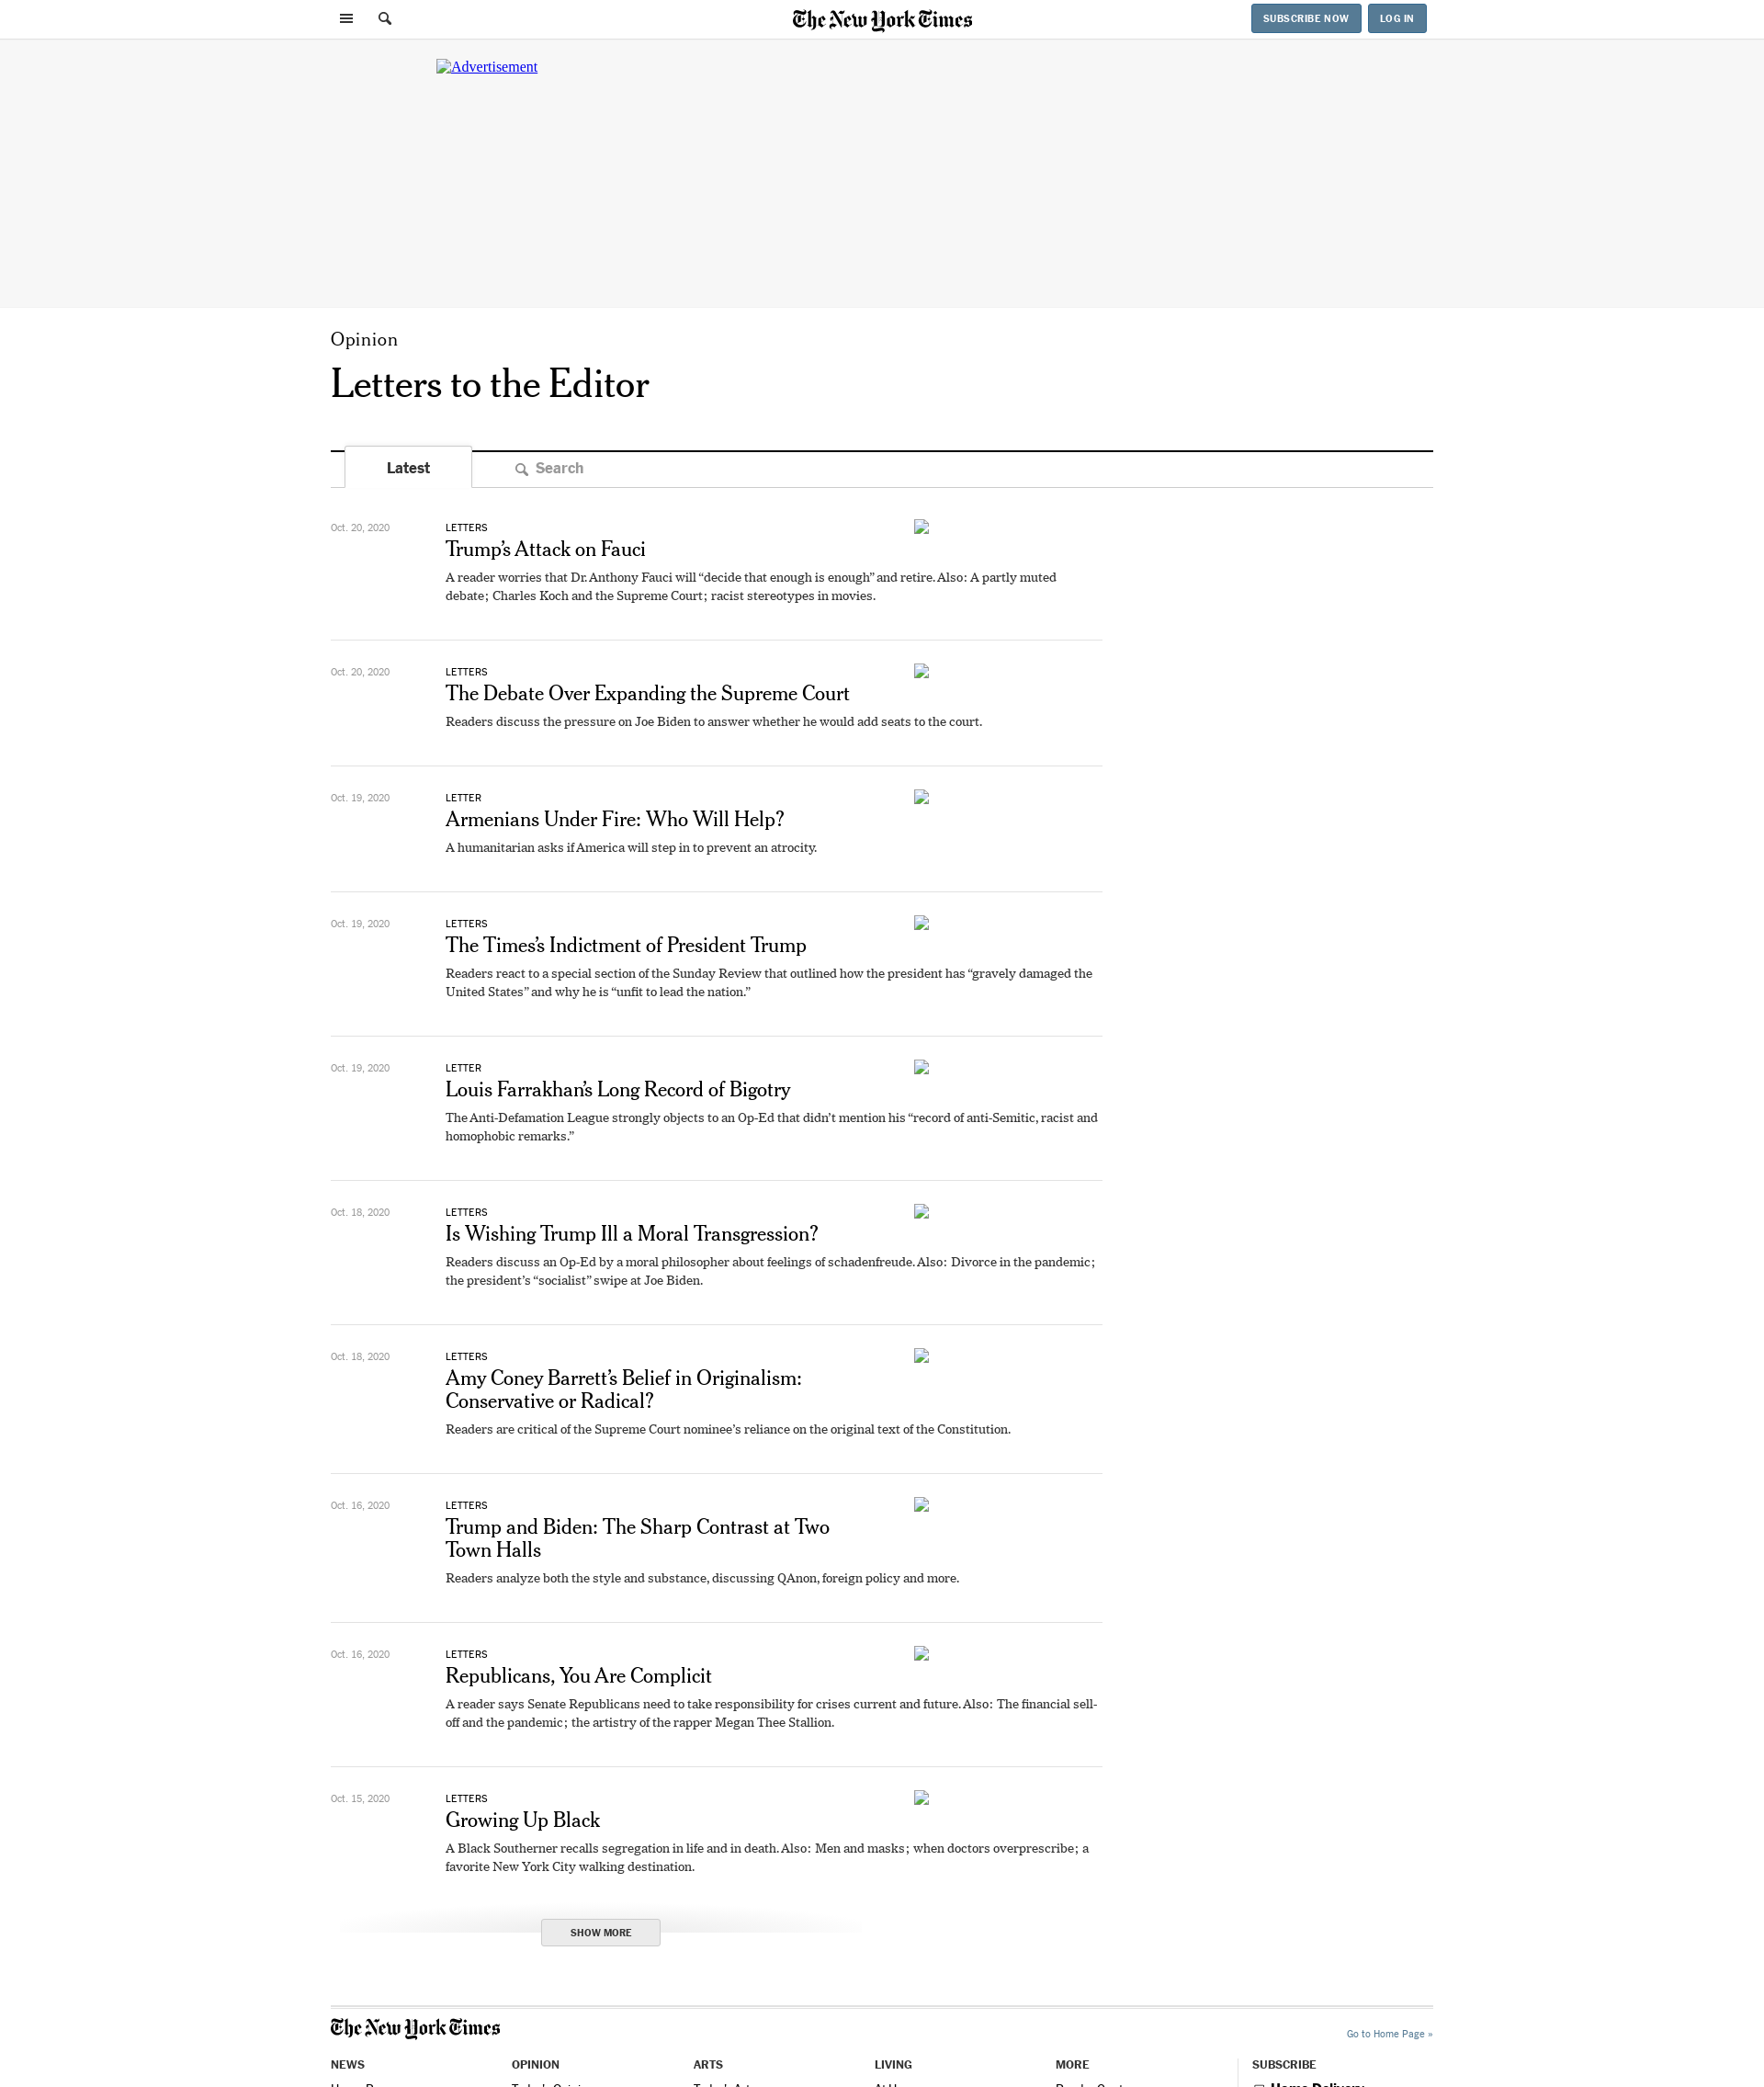 The New York Times
SUBSCRIBE NOW
LOG IN
Advertisement
Opinion
Letters to the Editor
Latest
Search
Oct. 20, 2020
LETTERS
Trump’s Attack on Fauci
A reader worries that Dr. Anthony Fauci will “decide that enough is enough” and retire. Also: A partly muted
debate; Charles Koch and the Supreme Court; racist stereotypes in movies.
Oct. 20, 2020
LETTERS
The Debate Over Expanding the Supreme Court
Readers discuss the pressure on Joe Biden to answer whether he would add seats to the court.
Oct. 19, 2020
LETTER
Armenians Under Fire: Who Will Help?
A humanitarian asks if America will step in to prevent an atrocity.
Oct. 19, 2020
LETTERS
The Times’s Indictment of President Trump
Readers react to a special section of the Sunday Review that outlined how the president has “gravely damaged the
United States” and why he is “unfit to lead the nation.”
Oct. 19, 2020
LETTER
Louis Farrakhan’s Long Record of Bigotry
The Anti-Defamation League strongly objects to an Op-Ed that didn’t mention his “record of anti-Semitic, racist and
homophobic remarks.”
Oct. 18, 2020
LETTERS
Is Wishing Trump Ill a Moral Transgression?
Readers discuss an Op-Ed by a moral philosopher about feelings of schadenfreude. Also: Divorce in the pandemic;
the president’s “socialist” swipe at Joe Biden.
Oct. 18, 2020
LETTERS
Amy Coney Barrett’s Belief in Originalism:
Conservative or Radical?
Readers are critical of the Supreme Court nominee’s reliance on the original text of the Constitution.
Oct. 16, 2020
LETTERS
Trump and Biden: The Sharp Contrast at Two
Town Halls
Readers analyze both the style and substance, discussing QAnon, foreign policy and more.
Oct. 16, 2020
LETTERS
Republicans, You Are Complicit
A reader says Senate Republicans need to take responsibility for crises current and future. Also: The financial sell-
off and the pandemic; the artistry of the rapper Megan Thee Stallion.
Oct. 15, 2020
LETTERS
Growing Up Black
A Black Southerner recalls segregation in life and in death. Also: Men and masks; when doctors overprescribe; a
favorite New York City walking destination.
SHOW MORE
The New York Times
Go to Home Page »
NEWS
OPINION
ARTS
LIVING
MORE
SUBSCRIBE
Home Delivery